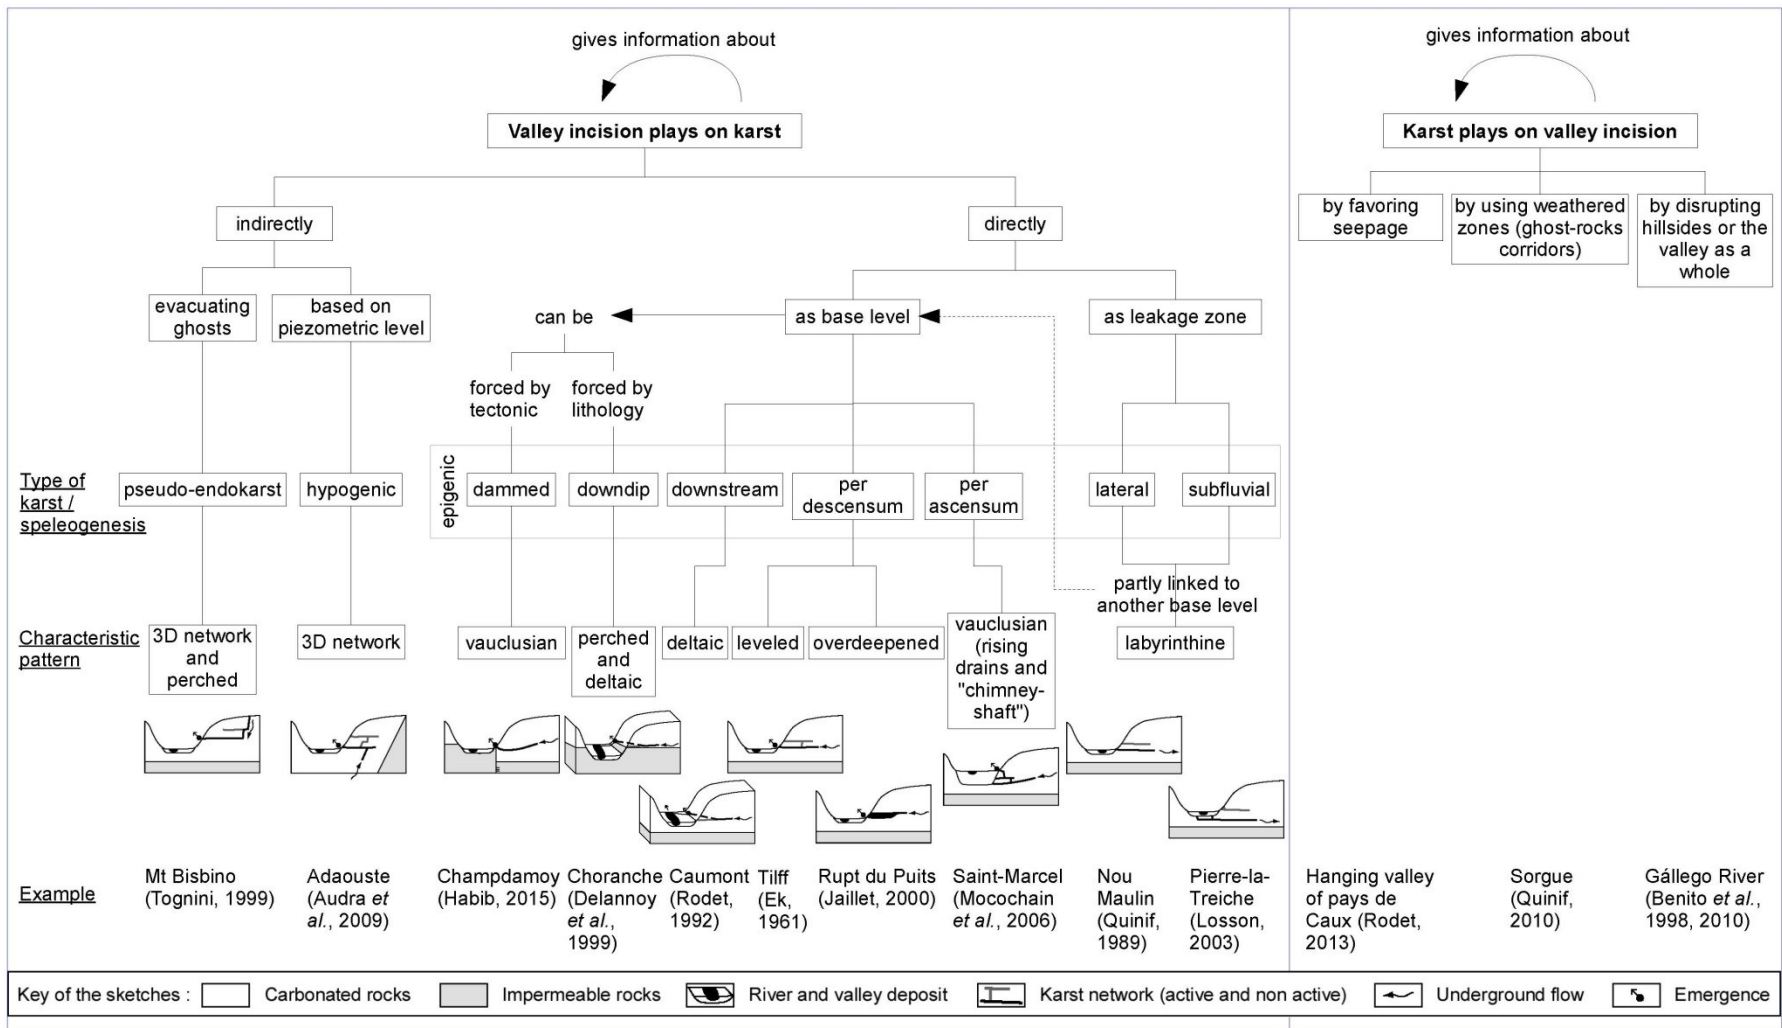 gives information about
gives information about
Valley incision plays on karst
Karst plays on valley incision
indirectly
directly
by favoring
seepage
by using weathered
zones (ghost-rocks
corridors)
by disrupting
hillsides or the
valley as a
whole
evacuating
ghosts
based on
piezometric level
can be
as base level
as leakage zone
forced by
tectonic
forced by
lithology
Type of
karst /
speleogenesis
pseudo-endokarst
hypogenic
epigenic
dammed
downdip
downstream
per
descensum
per
ascensum
lateral
subfluvial
partly linked to
another base level
Characteristic
pattern
3D network
and
perched
3D network
vauclusian
perched
and
deltaic
deltaic
leveled
overdeepened
vauclusian
(rising
drains and
"chimney-
shaft")
labyrinthine
Example
Mt Bisbino
(Tognini, 1999)
Adaouste
(Audra et
al., 2009)
Champdamoy
(Habib, 2015)
Choranche
(Delannoy
et al.,
1999)
Caumont
(Rodet,
1992)
Tilff
(Ek,
1961)
Rupt du Puits
(Jaillet, 2000)
Saint-Marcel
(Mocochain
et al., 2006)
Nou
Maulin
(Quinif,
1989)
Pierre-la-
Treiche
(Losson,
2003)
Hanging valley
of pays de
Caux (Rodet,
2013)
Sorgue
(Quinif,
2010)
Gállego River
(Benito et al.,
1998, 2010)
Key of the sketches :
Carbonated rocks
Impermeable rocks
River and valley deposit
Karst network (active and non active)
Underground flow
Emergence